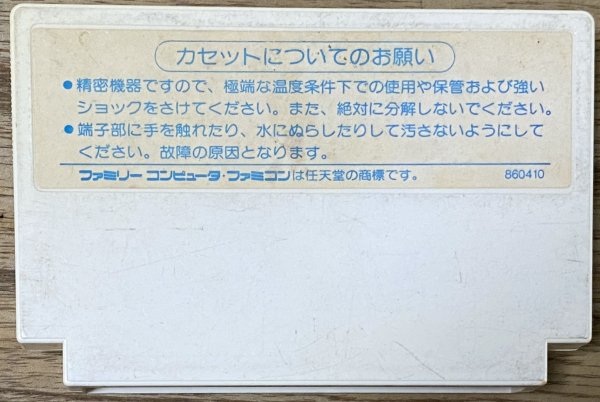 カセットについてのお願い
●精密機器ですので、極端な温度条件下での使用や保管および強い
ショックをさけてください。また、絶対に分解しないでください。
●端子部に手を触れたり、水にぬらしたりして汚さないようにして
ください。故障の原因となります。
ファミリーコンピュータ・ファミコンは任天堂の商標です。 860410